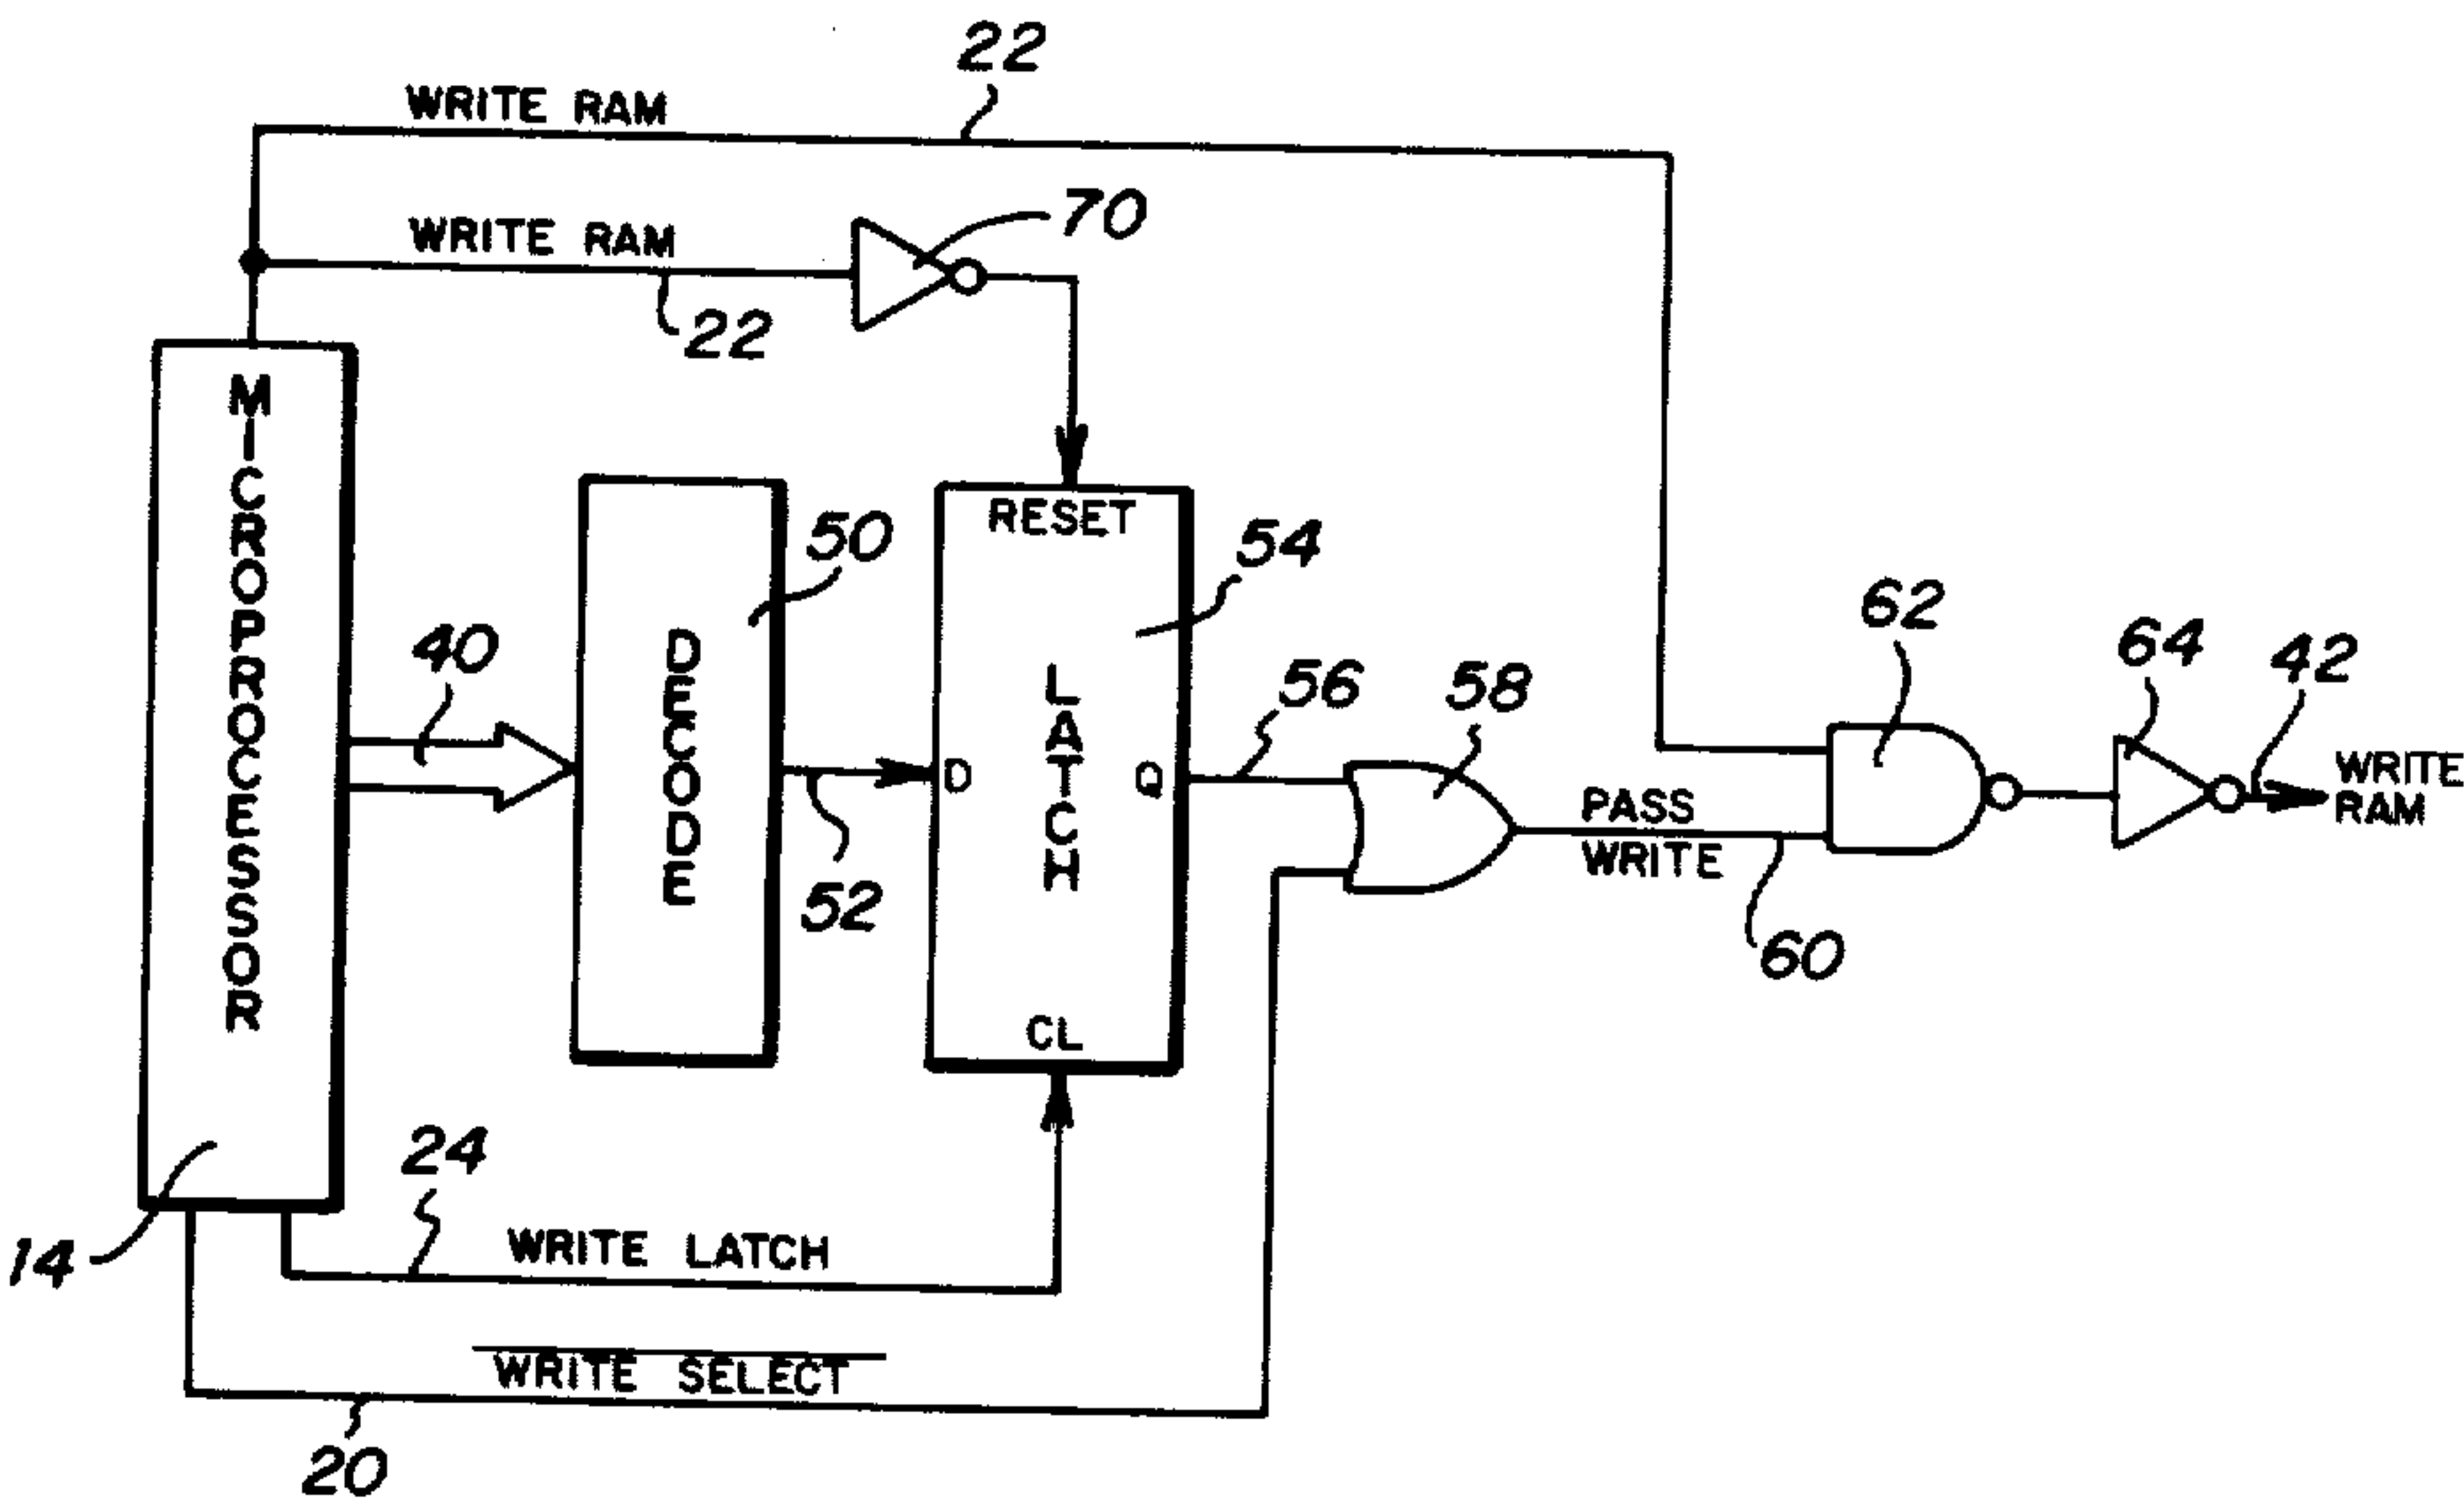 22
WRITE RAM
70
WRITE RAM
22
MICROPROCESSOR
RESET
50
54
62
40
DECODE
64
42
56
58
LATCH
D
Q
WRITE
RAM
PASS
WRITE
52
60
CL
24
14
WRITE LATCH
WRITE SELECT
20